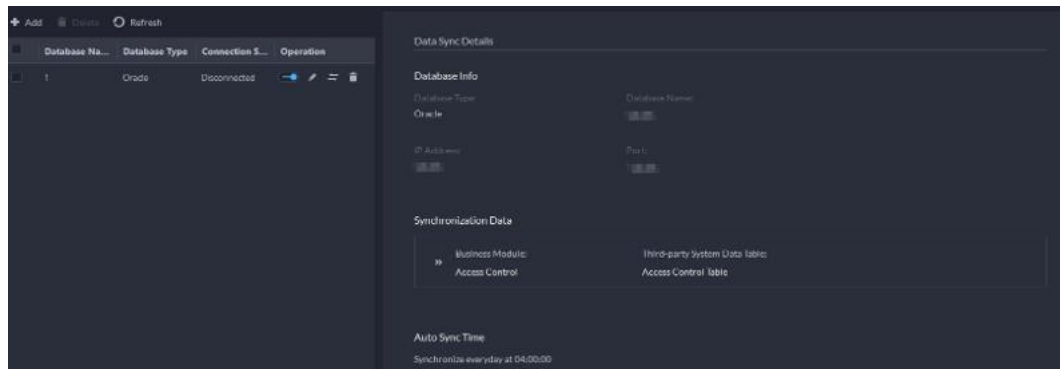 Add Delete Refresh
Database Na... Database Type Connection S... Operation
1 Oracle Disconnected
Data Sync Details
Database Info
Database Type: Database Name:
Oracle
IP Address: Port:
Synchronization Data
» Business Module: Third-party System Data Table:
Access Control Access Control Table
Auto Sync Time
Synchronize everyday at 04:00:00